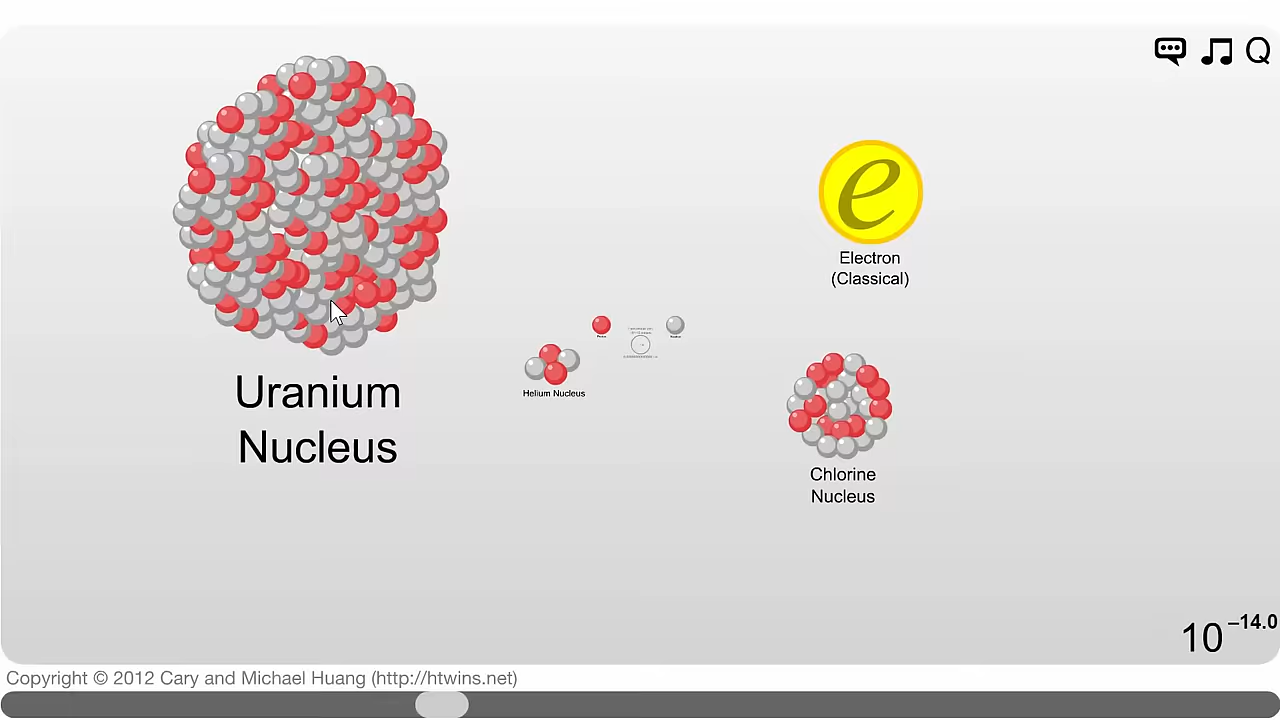 Q
e
Electron
(Classical)
Helium Nucleus
Uranium
Nucleus
Chlorine
Nucleus
10 –14.0
Copyright © 2012 Cary and Michael Huang (http://htwins.net)